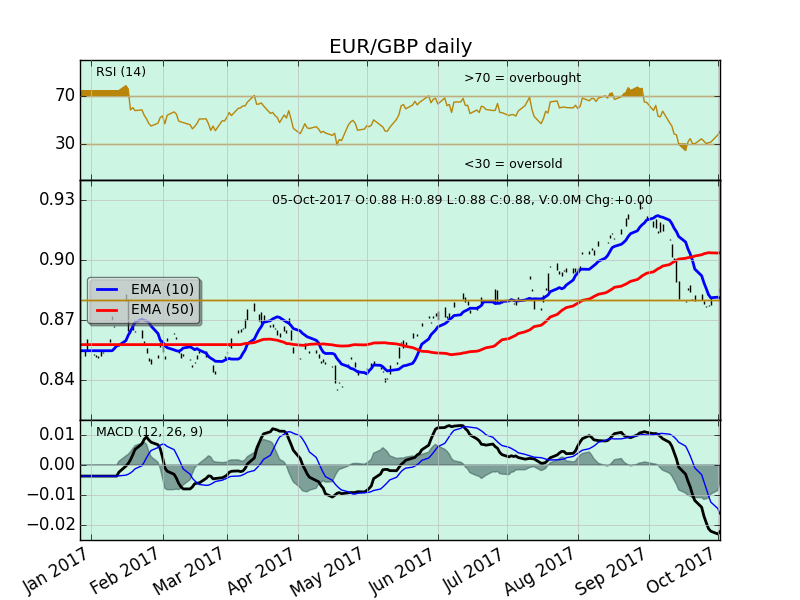 EUR/GBP daily
RSI (14)
>70 = overbought
70
30
<30 = oversold
05-Oct-2017 O:0.88 H:0.89 L:0.88 C:0.88, V:0.0M Chg:+0.00
0.93
0.90
0.87
0.84
EMA (10)
EMA (50)
MACD (12, 26, 9)
0.01
0.00
−0.01
−0.02
Jan 2017
Feb 2017
Mar 2017
Apr 2017
May 2017
Jun 2017
Jul 2017
Aug 2017
Sep 2017
Oct 2017